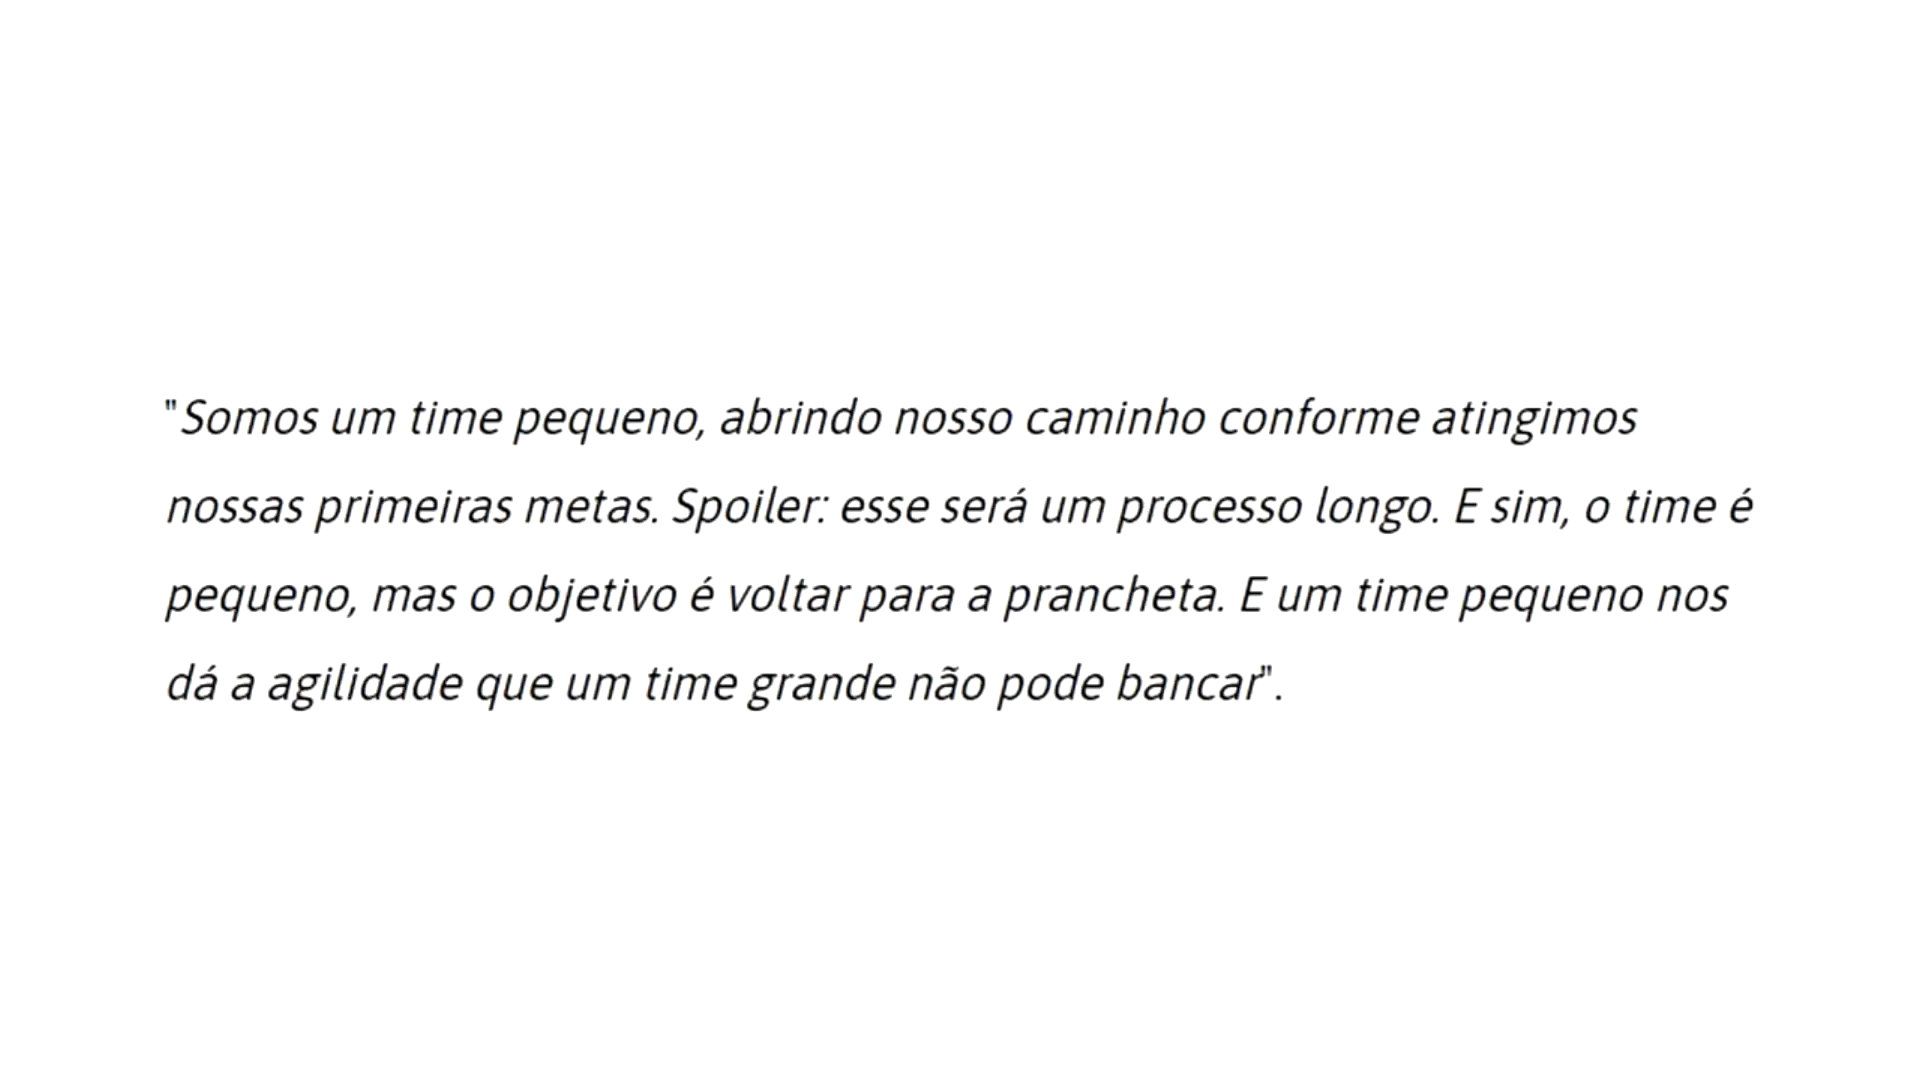 "Somos um time pequeno, abrindo nosso caminho conforme atingimos
nossas primeiras metas. Spoiler: esse será um processo longo. E sim, o time é
pequeno, mas o objetivo é voltar para a prancheta. E um time pequeno nos
dá a agilidade que um time grande não pode bancar".